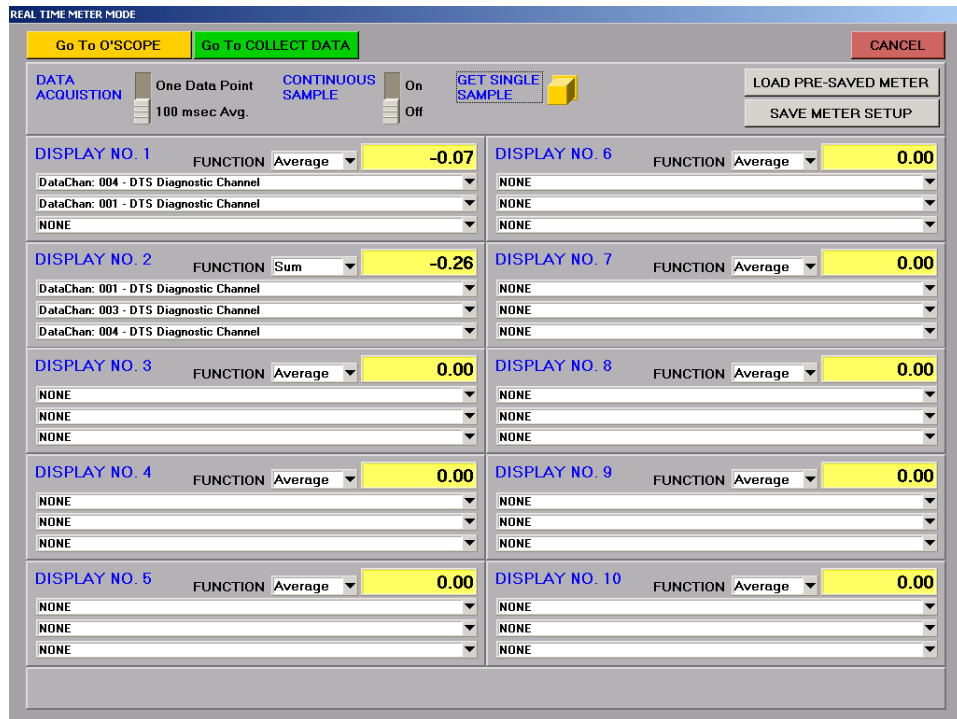 REAL TIME METER MODE
Go To O'SCOPE
Go To COLLECT DATA
CANCEL
DATA
ACQUISTION
One Data Point
100 msec Avg.
CONTINUOUS
SAMPLE
On
Off
GET SINGLE
SAMPLE
LOAD PRE-SAVED METER
SAVE METER SETUP
DISPLAY NO. 1 FUNCTION Average -0.07
DataChan: 004 - DTS Diagnostic Channel
DataChan: 001 - DTS Diagnostic Channel
NONE
DISPLAY NO. 2 FUNCTION Sum -0.26
DataChan: 001 - DTS Diagnostic Channel
DataChan: 003 - DTS Diagnostic Channel
DataChan: 004 - DTS Diagnostic Channel
DISPLAY NO. 3 FUNCTION Average 0.00
NONE
NONE
NONE
DISPLAY NO. 4 FUNCTION Average 0.00
NONE
NONE
NONE
DISPLAY NO. 5 FUNCTION Average 0.00
NONE
NONE
NONE
DISPLAY NO. 6 FUNCTION Average 0.00
NONE
NONE
NONE
DISPLAY NO. 7 FUNCTION Average 0.00
NONE
NONE
NONE
DISPLAY NO. 8 FUNCTION Average 0.00
NONE
NONE
NONE
DISPLAY NO. 9 FUNCTION Average 0.00
NONE
NONE
NONE
DISPLAY NO. 10 FUNCTION Average 0.00
NONE
NONE
NONE